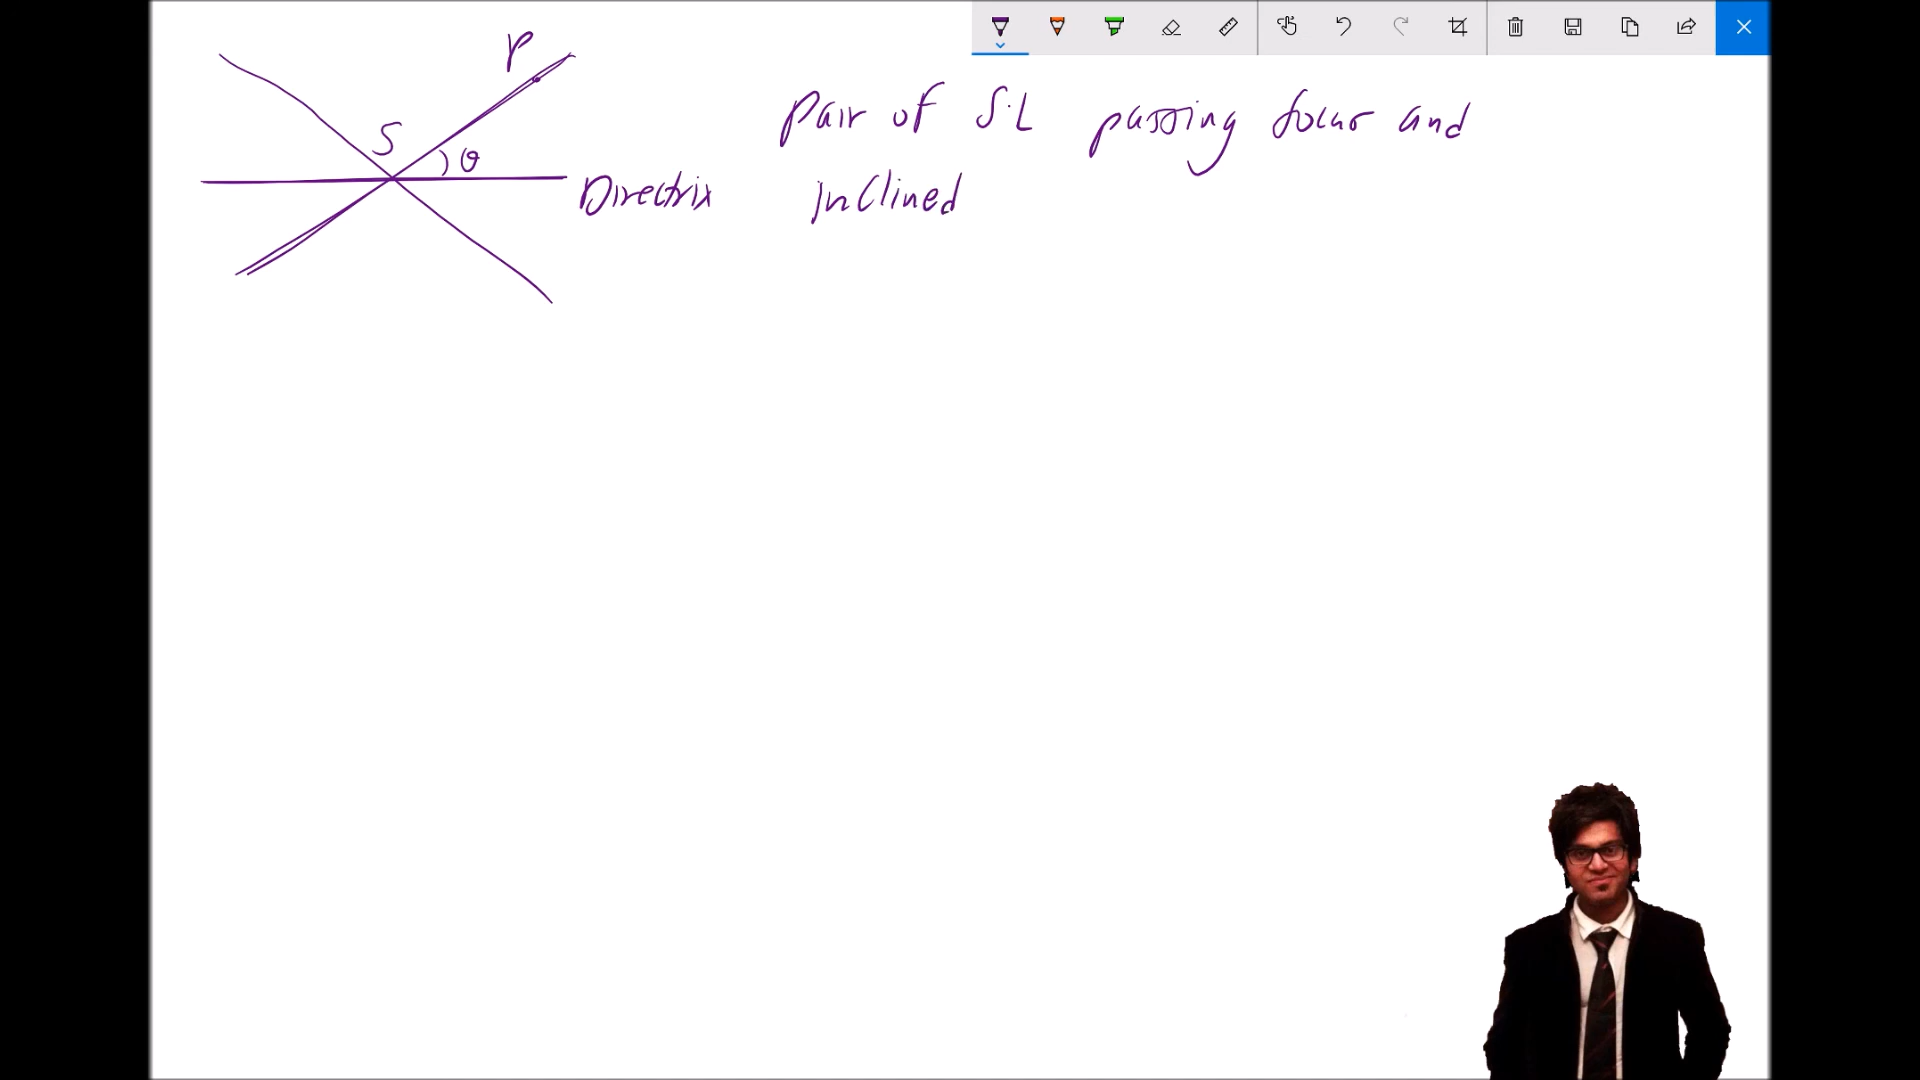 P
S
θ
Directrix
pair of S.L passing focus and
inclined